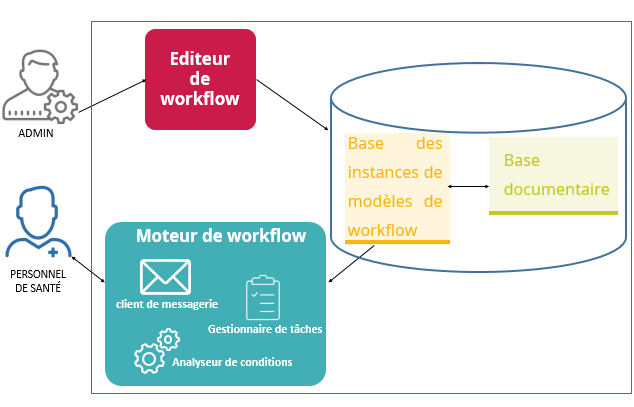 Editeur
de
workflow
ADMIN
Base des
instances de
modèles de
workflow
Base
documentaire
PERSONNEL
DE SANTÉ
Moteur de workflow
client de messagerie
Gestionnaire de tâches
Analyseur de conditions